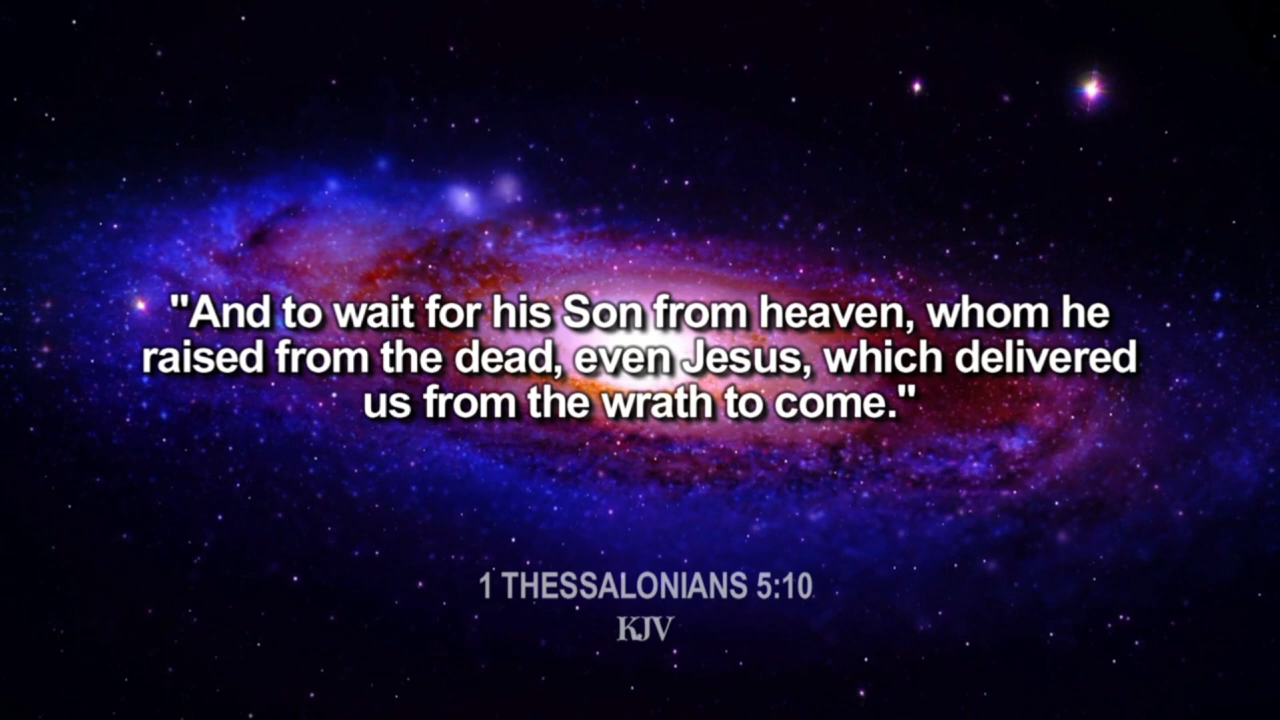 "And to wait for his Son from heaven, whom he
raised from the dead, even Jesus, which delivered
us from the wrath to come."
1 THESSALONIANS 5:10
KJV